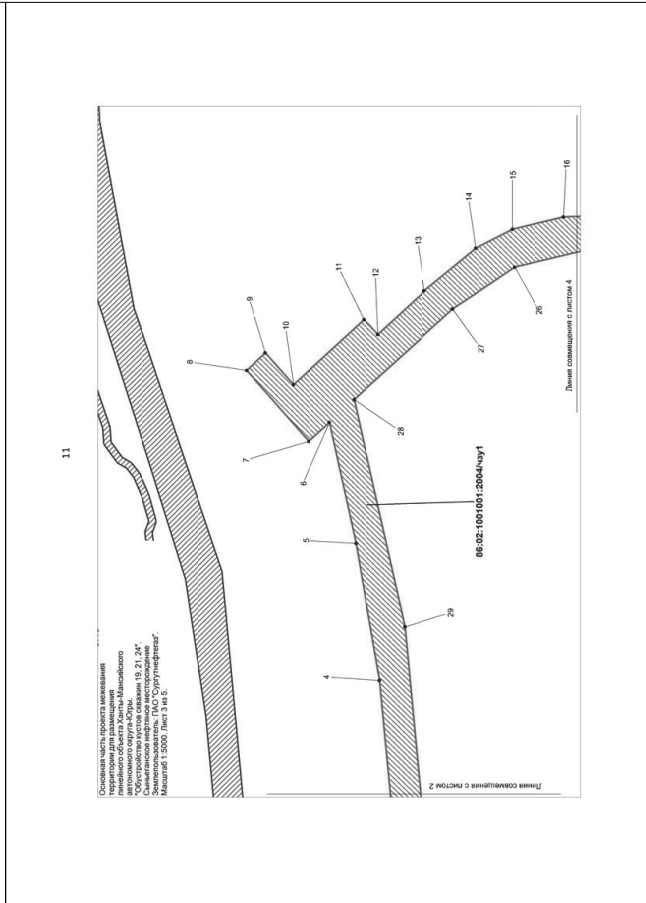 11
Основная часть проекта межевания
территории для размещения
линейного объекта Ханты-Мансийского
автономного округа-Югры.
"Обустройство кустов скважин 19, 21, 24".
Сыньеганское нефтяное месторождение
Землепользователь: ПАО "Сургутнефтегаз".
Масштаб 1:5000. Лист 3 из 5.
8
9
10
11
12
13
14
15
16
7
6
5
4
28
27
26
29
86:02:1001001:2004/чзу1
Линия совмещения с листом 4
Линия совмещения с листом 2